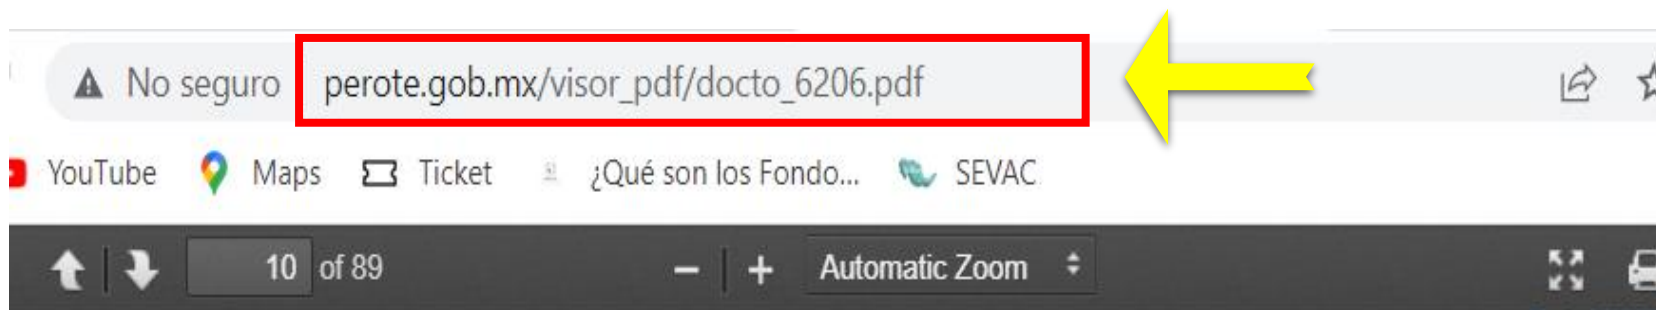 No seguro perote.gob.mx/visor_pdf/docto_6206.pdf
YouTube Maps Ticket ¿Qué son los Fondo... SEVAC
10 of 89 Automatic Zoom